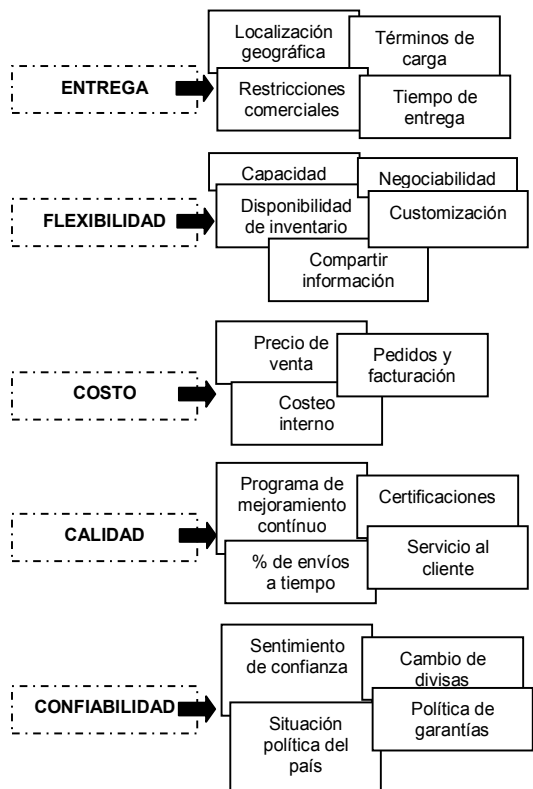 ENTREGA
Localización
geográfica
Términos de
carga
Restricciones
comerciales
Tiempo de
entrega
FLEXIBILIDAD
Capacidad
Negociabilidad
Disponibilidad
de inventario
Customización
Compartir
información
COSTO
Precio de
venta
Pedidos y
facturación
Costeo
interno
CALIDAD
Programa de
mejoramiento
contínuo
Certificaciones
% de envíos
a tiempo
Servicio al
cliente
CONFIABILIDAD
Sentimiento
de confianza
Cambio de
divisas
Situación
política del
país
Política de
garantías